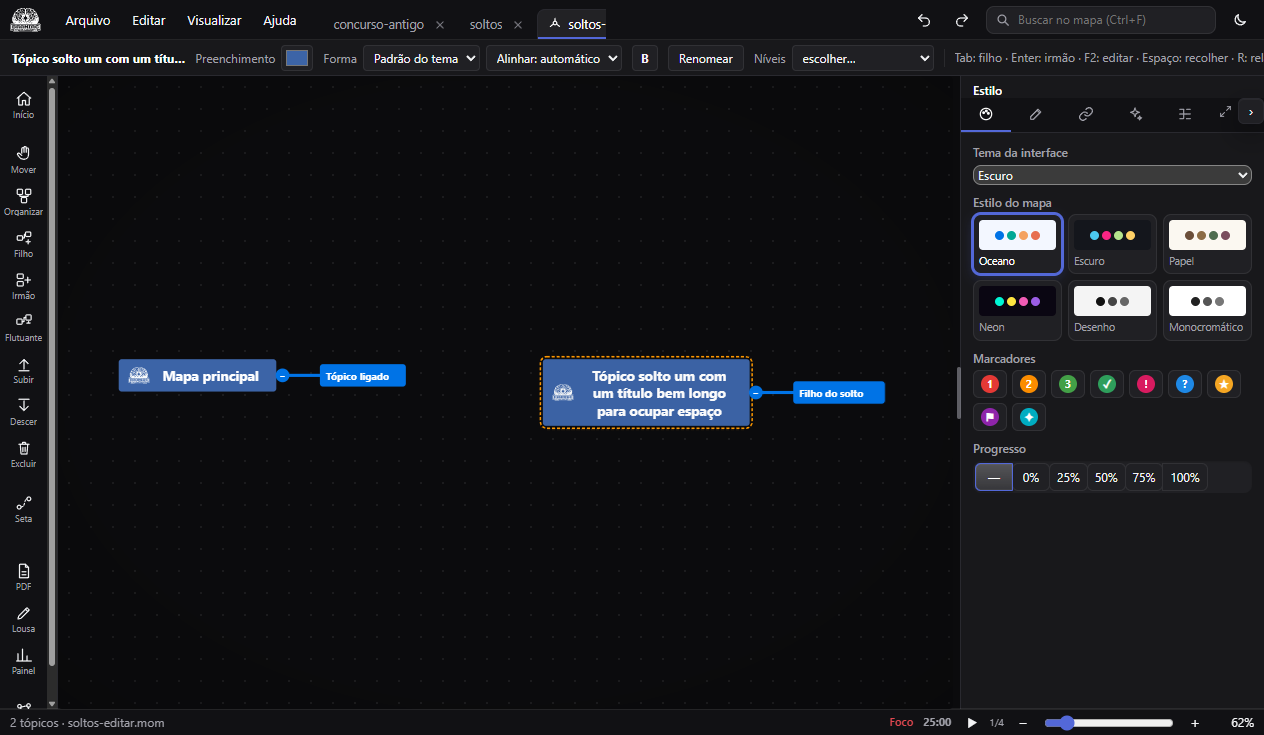 Arquivo Editar Visualizar Ajuda
concurso-antigo × soltos × soltos-
Buscar no mapa (Ctrl+F)
Tópico solto um com um títu... Preenchimento Forma Padrão do tema Alinhar: automático B Renomear Níveis escolher... Tab: filho · Enter: irmão · F2: editar · Espaço: recolher · R: rel
Início
Mover
Organizar
Filho
Irmão
Flutuante
Subir
Descer
Excluir
Seta
PDF
Lousa
Painel
Mapa principal
Tópico ligado
Tópico solto um com
um título bem longo
para ocupar espaço
Filho do solto
Estilo
Tema da interface
Escuro
Estilo do mapa
Oceano Escuro Papel
Neon Desenho Monocromático
Marcadores
1 2 3 ✓ ! ? ★
Progresso
— 0% 25% 50% 75% 100%
2 tópicos · soltos-editar.mom
Foco 25:00 1/4 − + 62%